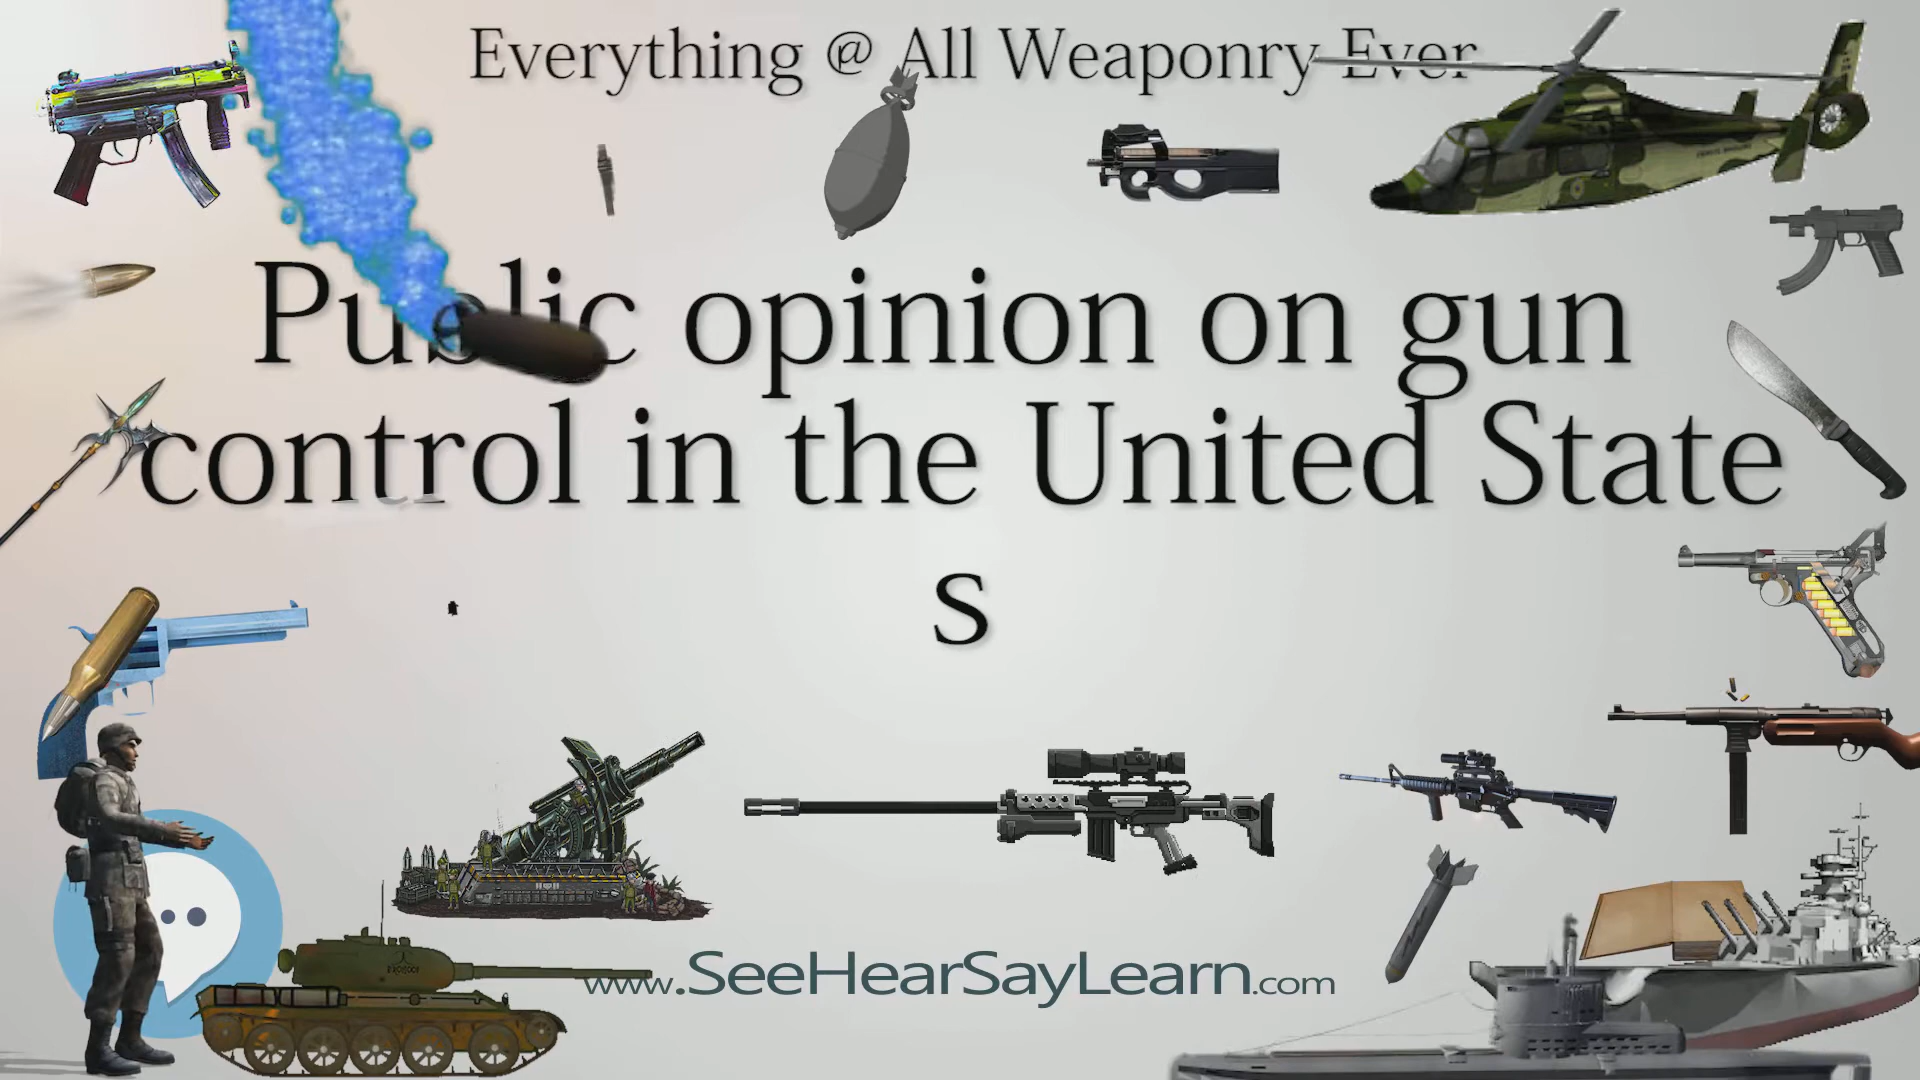 Everything @ All Weaponry Ever
Public opinion on gun
control in the United State
s
www.SeeHearSayLearn.com